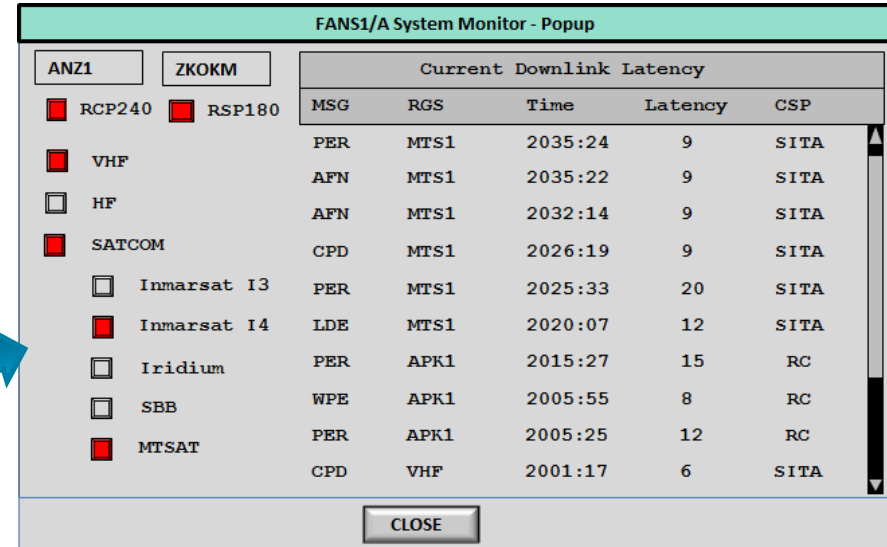 FANS1/A System Monitor - Popup
ANZ1 ZKOKM
RCP240 RSP180
VHF
HF
SATCOM
Inmarsat I3
Inmarsat I4
Iridium
SBB
MTSAT
Current Downlink Latency
MSG RGS Time Latency CSP
PER MTS1 2035:24 9 SITA
AFN MTS1 2035:22 9 SITA
AFN MTS1 2032:14 9 SITA
CPD MTS1 2026:19 9 SITA
PER MTS1 2025:33 20 SITA
LDE MTS1 2020:07 12 SITA
PER APK1 2015:27 15 RC
WPE APK1 2005:55 8 RC
PER APK1 2005:25 12 RC
CPD VHF 2001:17 6 SITA
CLOSE